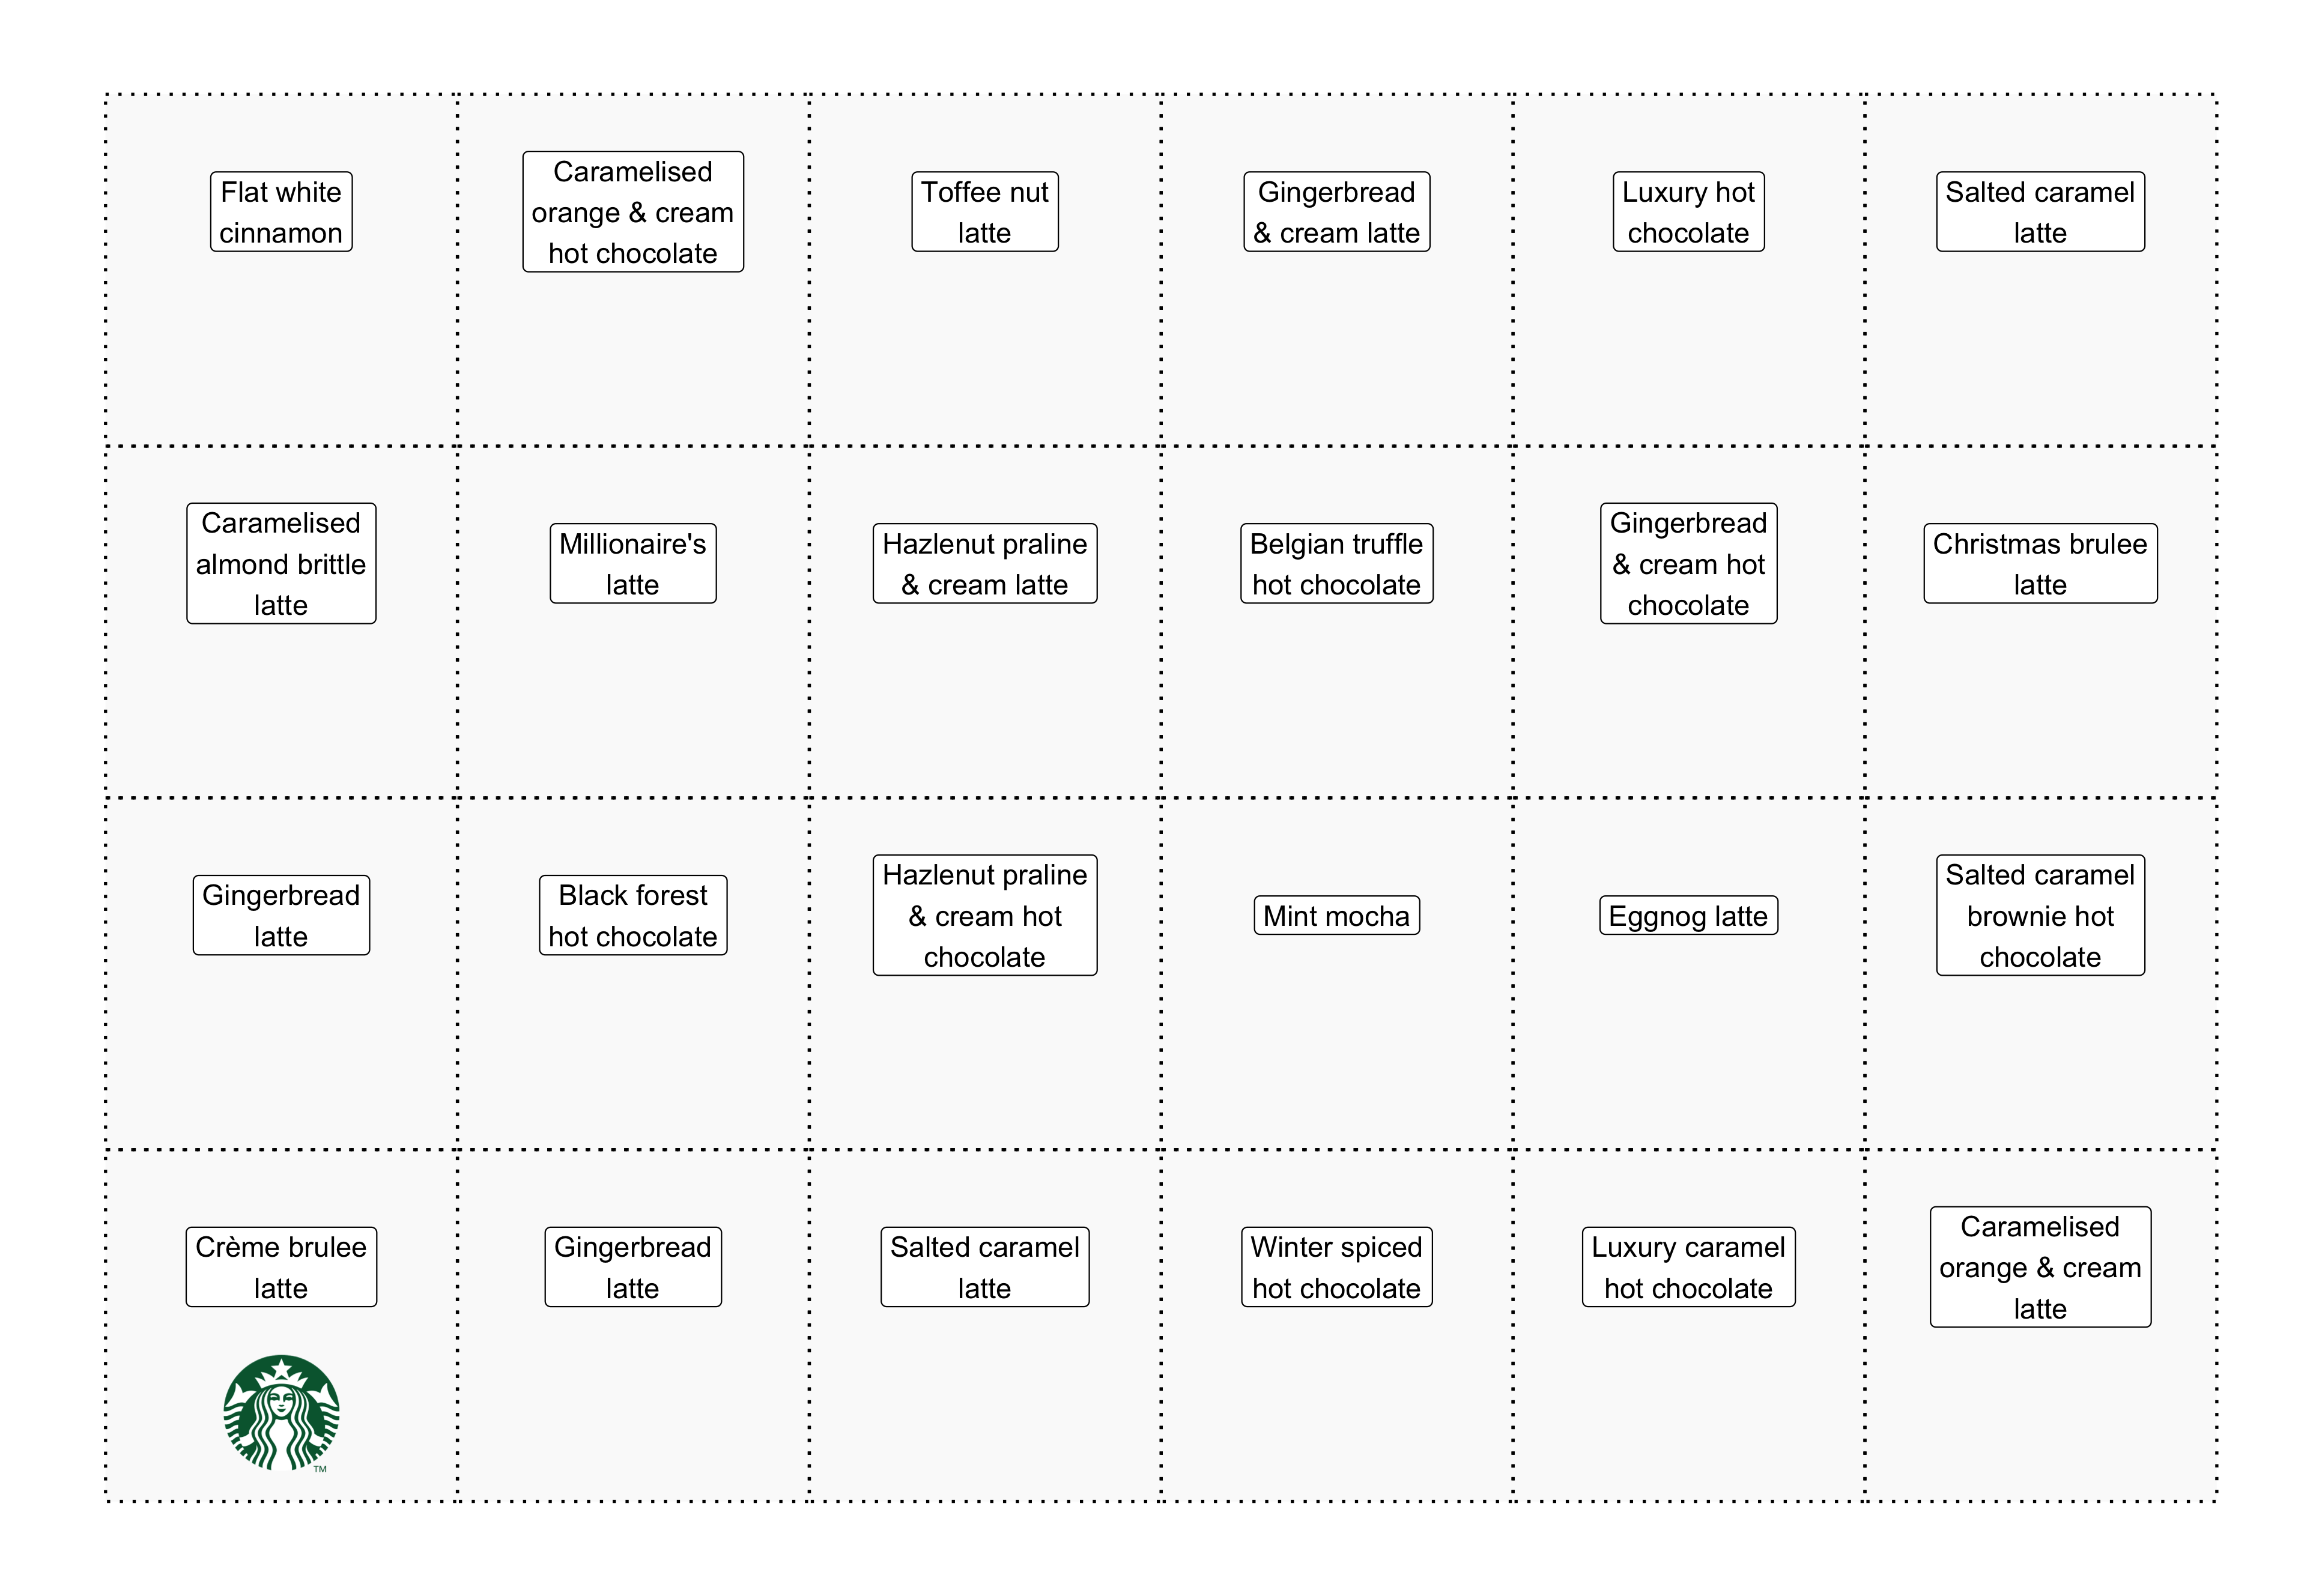 Flat white
cinnamon
Caramelised
orange & cream
hot chocolate
Toffee nut
latte
Gingerbread
& cream latte
Luxury hot
chocolate
Salted caramel
latte
Caramelised
almond brittle
latte
Millionaire's
latte
Hazlenut praline
& cream latte
Belgian truffle
hot chocolate
Gingerbread
& cream hot
chocolate
Christmas brulee
latte
Gingerbread
latte
Black forest
hot chocolate
Hazlenut praline
& cream hot
chocolate
Mint mocha
Eggnog latte
Salted caramel
brownie hot
chocolate
Crème brulee
latte
Gingerbread
latte
Salted caramel
latte
Winter spiced
hot chocolate
Luxury caramel
hot chocolate
Caramelised
orange & cream
latte
TM